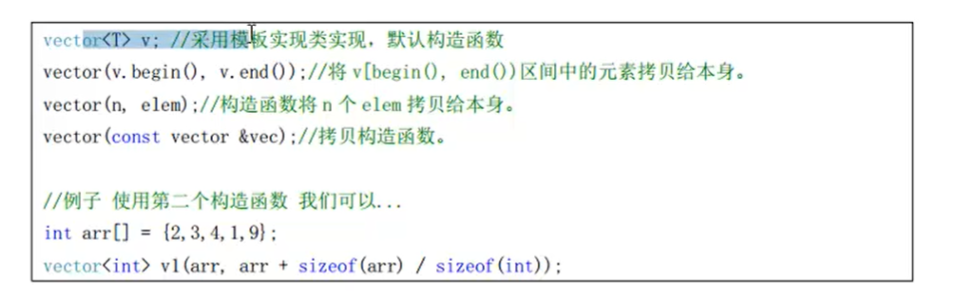 vector<T> v; //采用模板实现类实现，默认构造函数
vector(v.begin(), v.end());//将 v[begin(), end())区间中的元素拷贝给本身。
vector(n, elem);//构造函数将 n 个 elem 拷贝给本身。
vector(const vector &vec);//拷贝构造函数。
//例子 使用第二个构造函数 我们可以...
int arr[] = {2,3,4,1,9};
vector<int> v1(arr, arr + sizeof(arr) / sizeof(int));